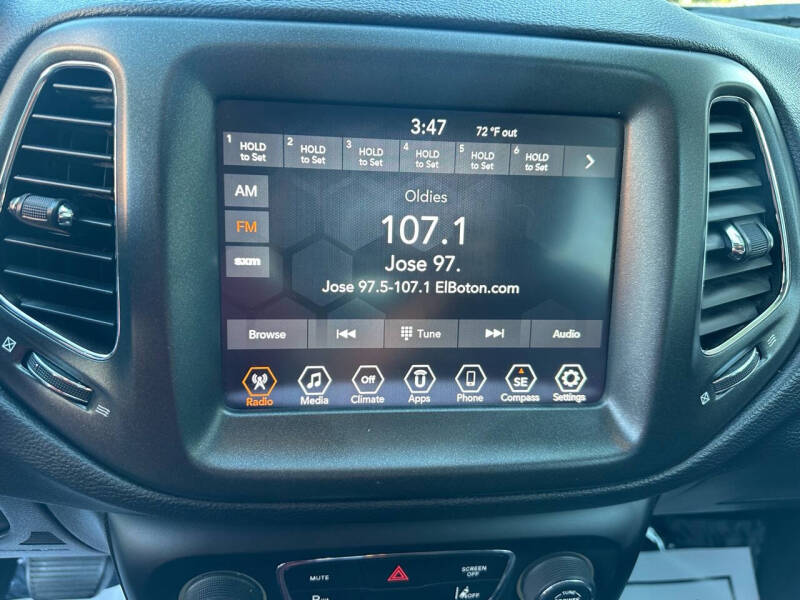 3:47 72 °F out
1 HOLD to Set 2 HOLD to Set 3 HOLD to Set 4 HOLD to Set 5 HOLD to Set 6 HOLD to Set
AM
Oldies
FM
107.1
sxm
Jose 97.
Jose 97.5-107.1 ElBoton.com
Browse Tune Audio
Off SE
Radio Media Climate Apps Phone Compass Settings
MUTE SCREEN OFF
OFF